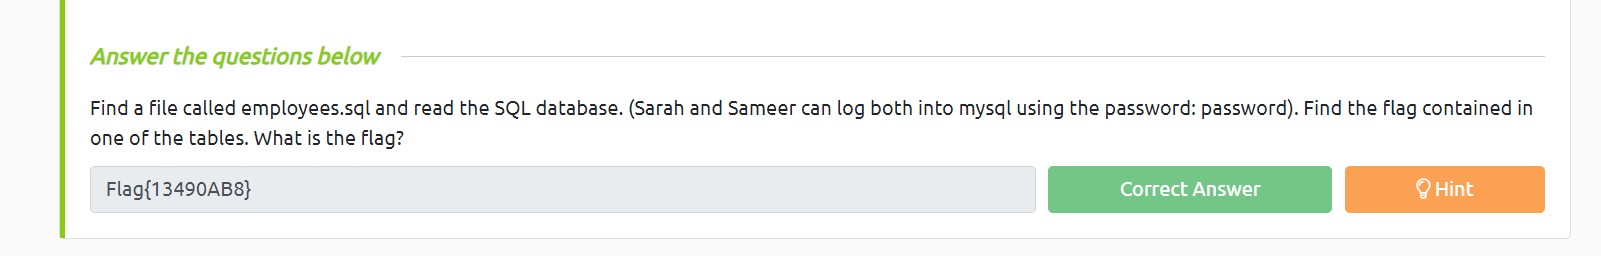 Answer the questions below
Find a file called employees.sql and read the SQL database. (Sarah and Sameer can log both into mysql using the password: password). Find the flag contained in
one of the tables. What is the flag?
Flag{13490AB8}
Correct Answer
Hint